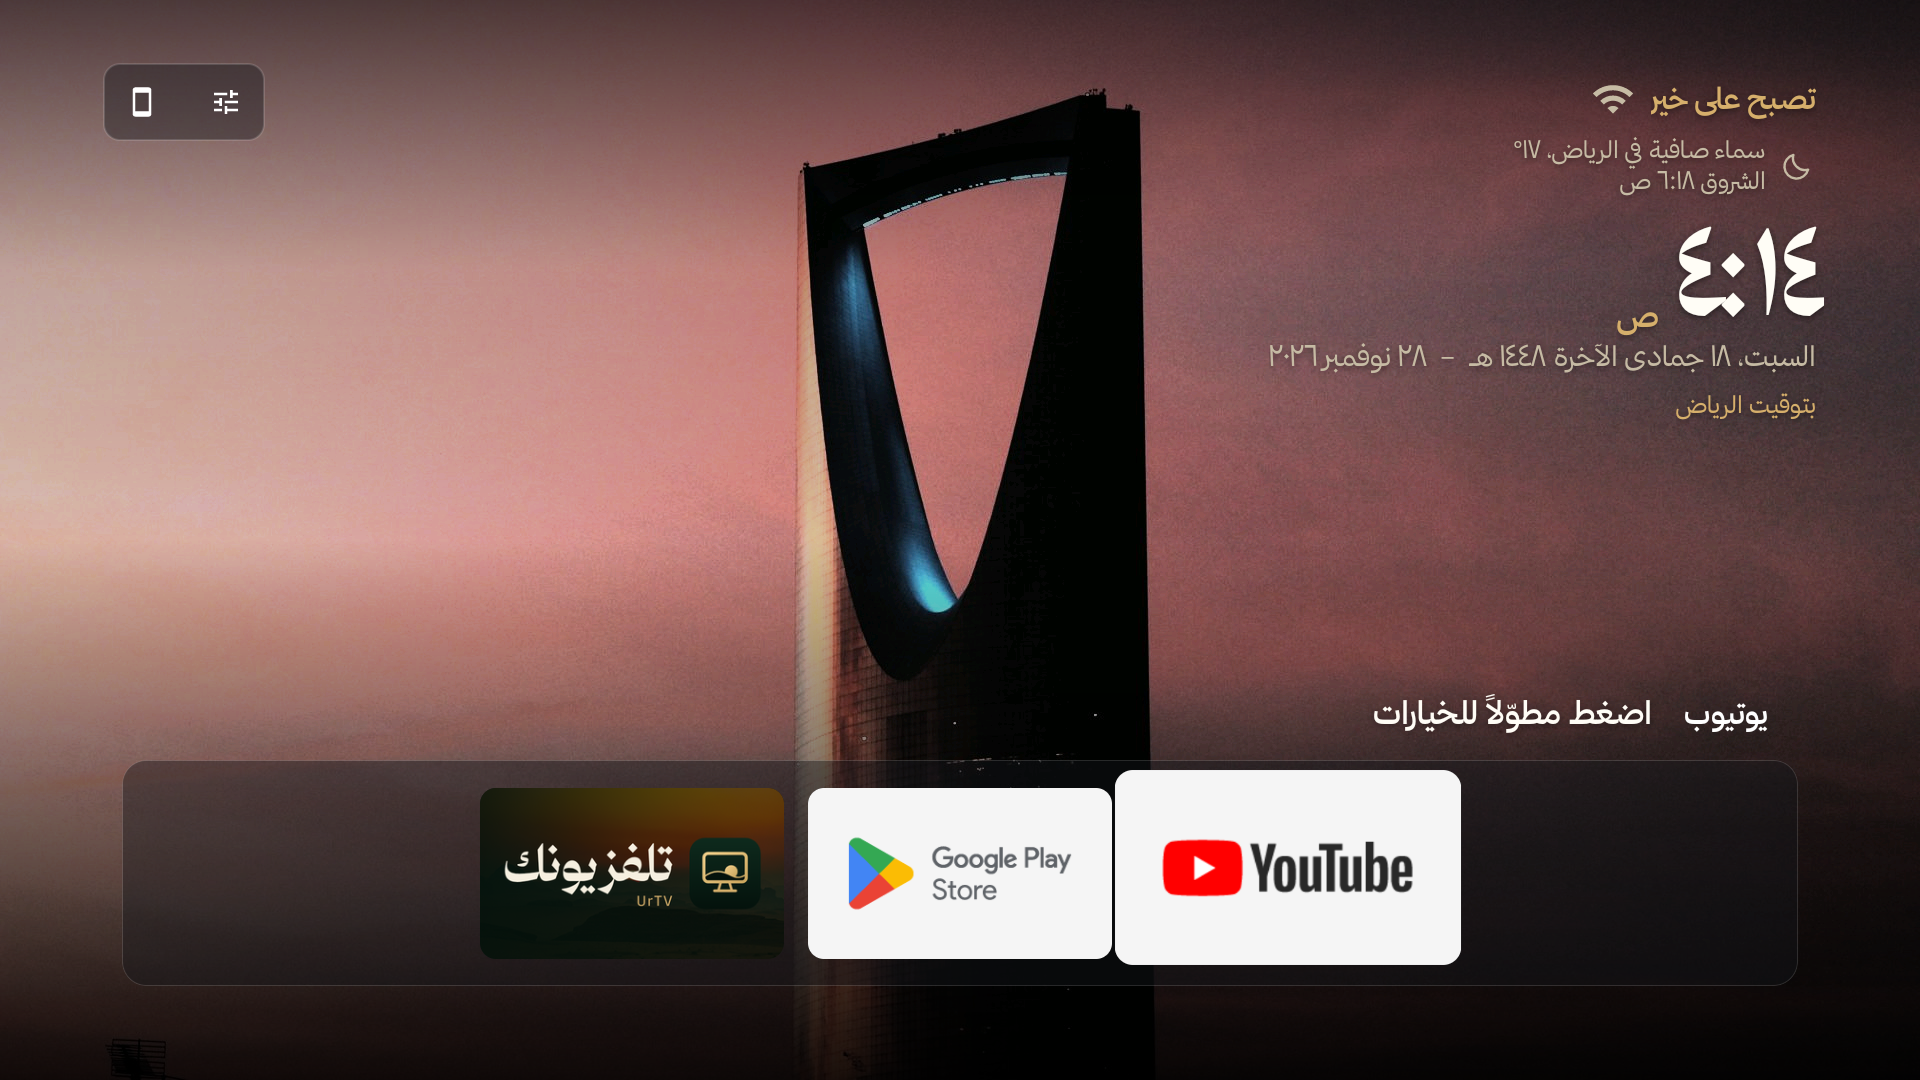 تصبح على خير
سماء صافية في الرياض، ١٧°
الشروق ٦:١٨ ص
٤:١٤ ص
السبت، ١٨ جمادى الآخرة ١٤٤٨ هـ – ٢٨ نوفمبر ٢٠٢٦
بتوقيت الرياض
يوتيوب اضغط مطوّلاً للخيارات
YouTube
Google Play
Store
تلفزيونك
UrTV